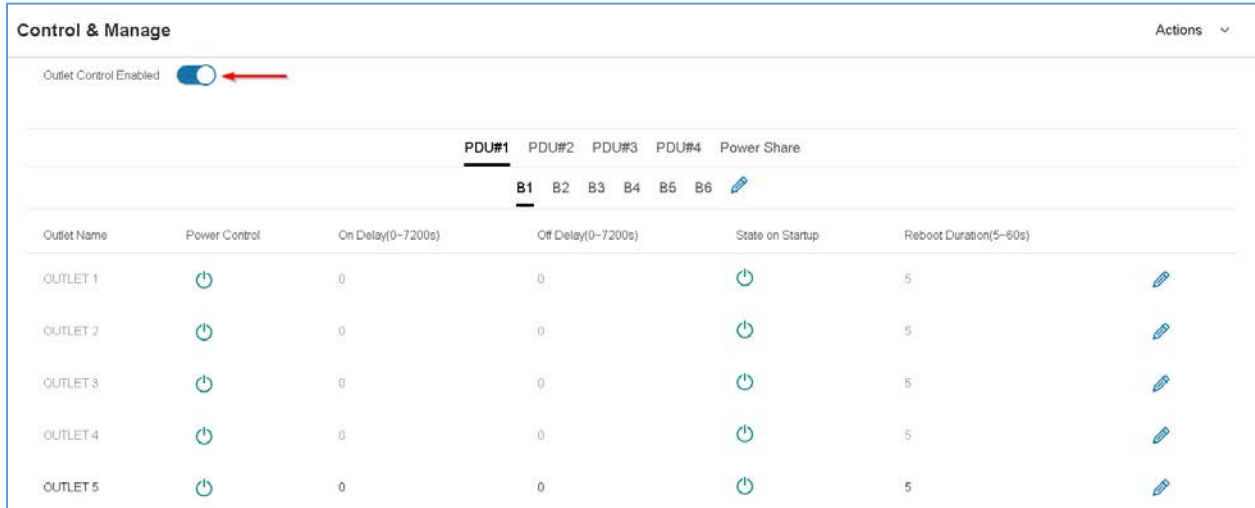 Control & Manage Actions
Outlet Control Enabled
PDU#1 PDU#2 PDU#3 PDU#4 Power Share
B1 B2 B3 B4 B5 B6
Outlet Name Power Control On Delay(0~7200s) Off Delay(0~7200s) State on Startup Reboot Duration(5~60s)
OUTLET 1 0 0 5
OUTLET 2 0 0 5
OUTLET 3 0 0 5
OUTLET 4 0 0 5
OUTLET 5 0 0 5